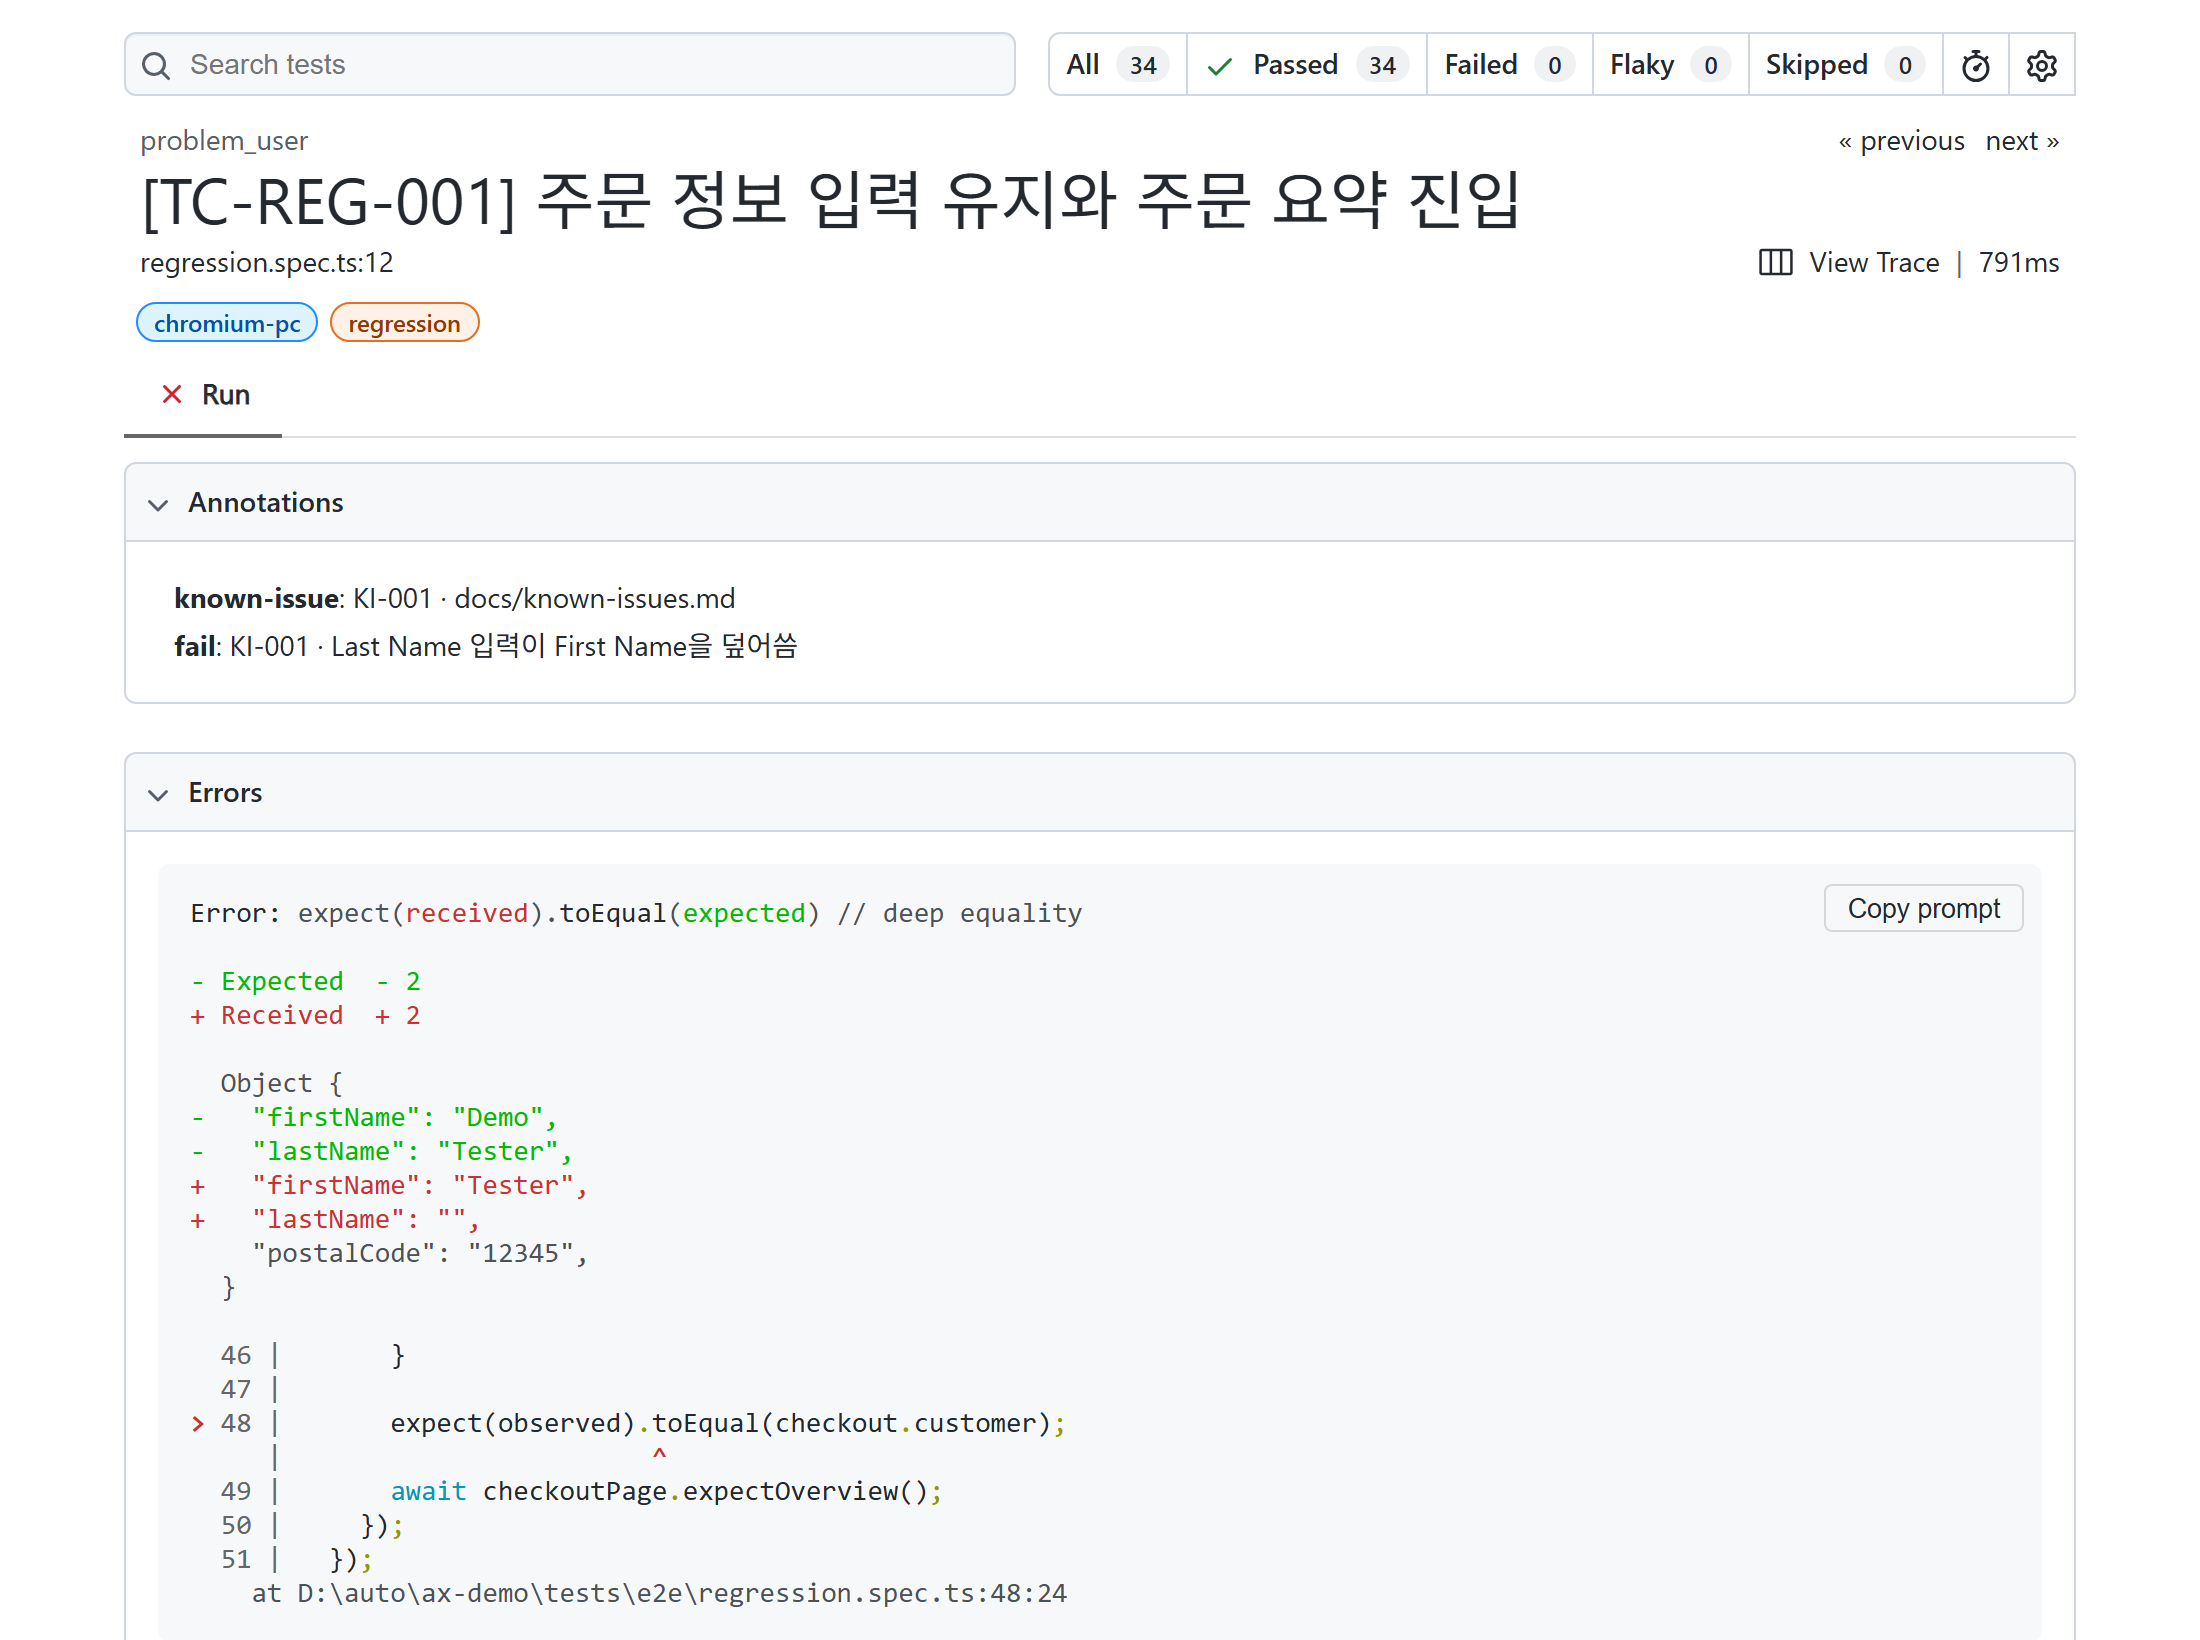 Search tests
All 34 Passed 34 Failed 0 Flaky 0 Skipped 0
problem_user
« previous next »
[TC-REG-001] 주문 정보 입력 유지와 주문 요약 진입
regression.spec.ts:12
View Trace | 791ms
chromium-pc regression
Run
Annotations
known-issue: KI-001 · docs/known-issues.md
fail: KI-001 · Last Name 입력이 First Name을 덮어씀
Errors
Copy prompt
Error: expect(received).toEqual(expected) // deep equality
- Expected  - 2
+ Received  + 2
  Object {
-   "firstName": "Demo",
-   "lastName": "Tester",
+   "firstName": "Tester",
+   "lastName": "",
    "postalCode": "12345",
  }
  46 |       }
  47 |
> 48 |       expect(observed).toEqual(checkout.customer);
     |                        ^
  49 |       await checkoutPage.expectOverview();
  50 |     });
  51 |   });
    at D:\auto\ax-demo\tests\e2e\regression.spec.ts:48:24